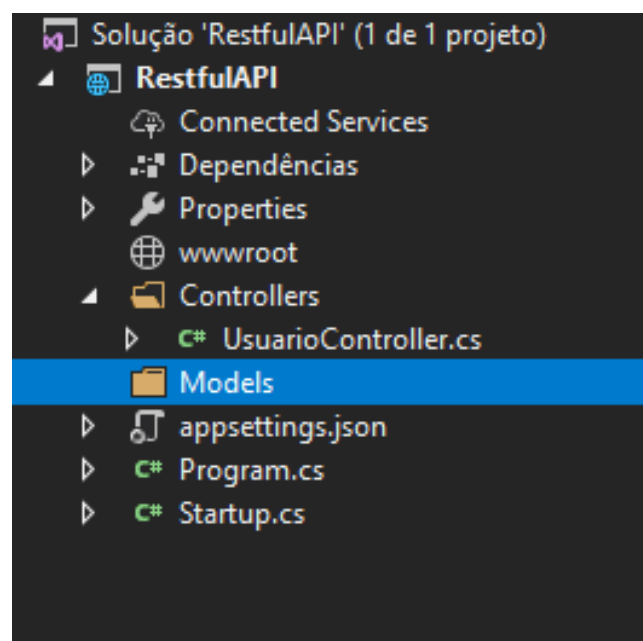 Solução 'RestfulAPI' (1 de 1 projeto)
RestfulAPI
Connected Services
Dependências
Properties
wwwroot
Controllers
C# UsuarioController.cs
Models
appsettings.json
C# Program.cs
C# Startup.cs